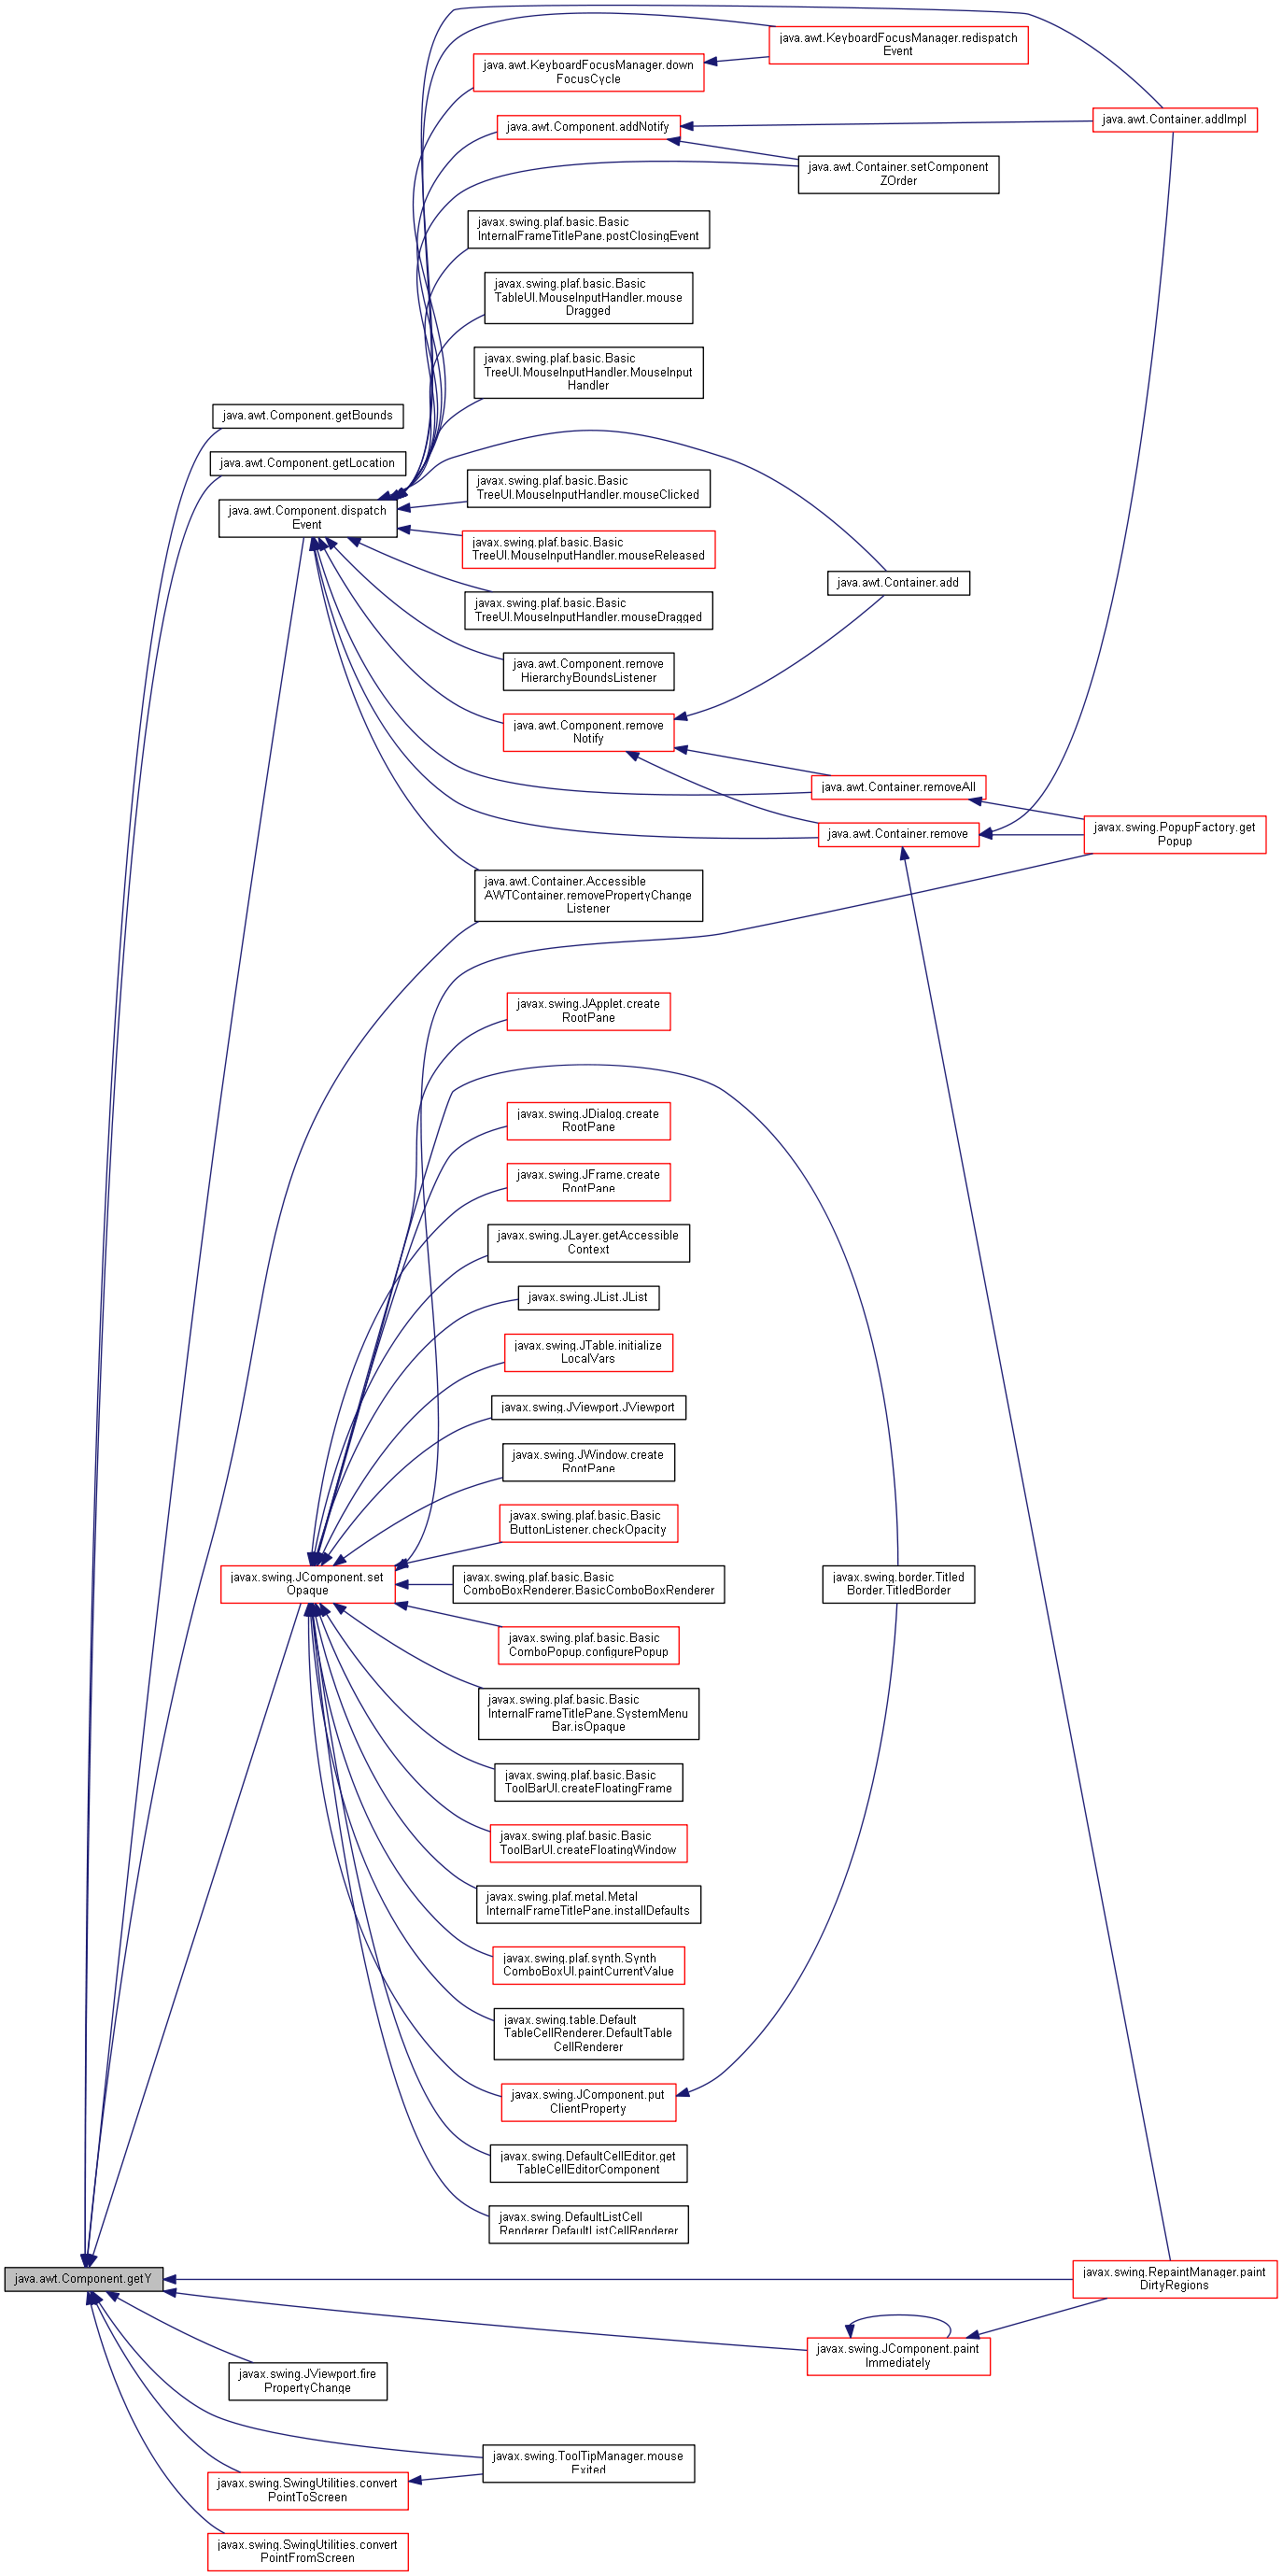 java.awt.KeyboardFocusManager.redispatch
Event
java.awt.KeyboardFocusManager.down
FocusCycle
java.awt.Container.addImpl
java.awt.Component.addNotify
java.awt.Container.setComponent
ZOrder
javax.swing.plaf.basic.Basic
InternalFrameTitlePane.postClosingEvent
javax.swing.plaf.basic.Basic
TableUI.MouseInputHandler.mouse
Dragged
javax.swing.plaf.basic.Basic
TreeUI.MouseInputHandler.MouseInput
Handler
java.awt.Component.getBounds
java.awt.Component.getLocation
javax.swing.plaf.basic.Basic
TreeUI.MouseInputHandler.mouseClicked
java.awt.Component.dispatch
Event
javax.swing.plaf.basic.Basic
TreeUI.MouseInputHandler.mouseReleased
java.awt.Container.add
javax.swing.plaf.basic.Basic
TreeUI.MouseInputHandler.mouseDragged
java.awt.Component.remove
HierarchyBoundsListener
java.awt.Component.remove
Notify
java.awt.Container.removeAll
java.awt.Container.remove
javax.swing.PopupFactory.get
Popup
java.awt.Container.Accessible
AWTContainer.removePropertyChange
Listener
javax.swing.JApplet.create
RootPane
javax.swing.JDialog.create
RootPane
javax.swing.JFrame.create
RootPane
javax.swing.JLayer.getAccessible
Context
javax.swing.JList.JList
javax.swing.JTable.initialize
LocalVars
javax.swing.JViewport.JViewport
javax.swing.JWindow.create
RootPane
javax.swing.plaf.basic.Basic
ButtonListener.checkOpacity
javax.swing.JComponent.set
Opaque
javax.swing.plaf.basic.Basic
ComboBoxRenderer.BasicComboBoxRenderer
javax.swing.border.Titled
Border.TitledBorder
javax.swing.plaf.basic.Basic
ComboPopup.configurePopup
javax.swing.plaf.basic.Basic
InternalFrameTitlePane.SystemMenu
Bar.isOpaque
javax.swing.plaf.basic.Basic
ToolBarUI.createFloatingFrame
javax.swing.plaf.basic.Basic
ToolBarUI.createFloatingWindow
javax.swing.plaf.metal.Metal
InternalFrameTitlePane.installDefaults
javax.swing.plaf.synth.Synth
ComboBoxUI.paintCurrentValue
javax.swing.table.Default
TableCellRenderer.DefaultTable
CellRenderer
javax.swing.JComponent.put
ClientProperty
javax.swing.DefaultCellEditor.get
TableCellEditorComponent
javax.swing.DefaultListCell
Renderer.DefaultListCellRenderer
java.awt.Component.getY
javax.swing.RepaintManager.paint
DirtyRegions
javax.swing.JComponent.paint
Immediately
javax.swing.JViewport.fire
PropertyChange
javax.swing.ToolTipManager.mouse
Exited
javax.swing.SwingUtilities.convert
PointToScreen
javax.swing.SwingUtilities.convert
PointFromScreen